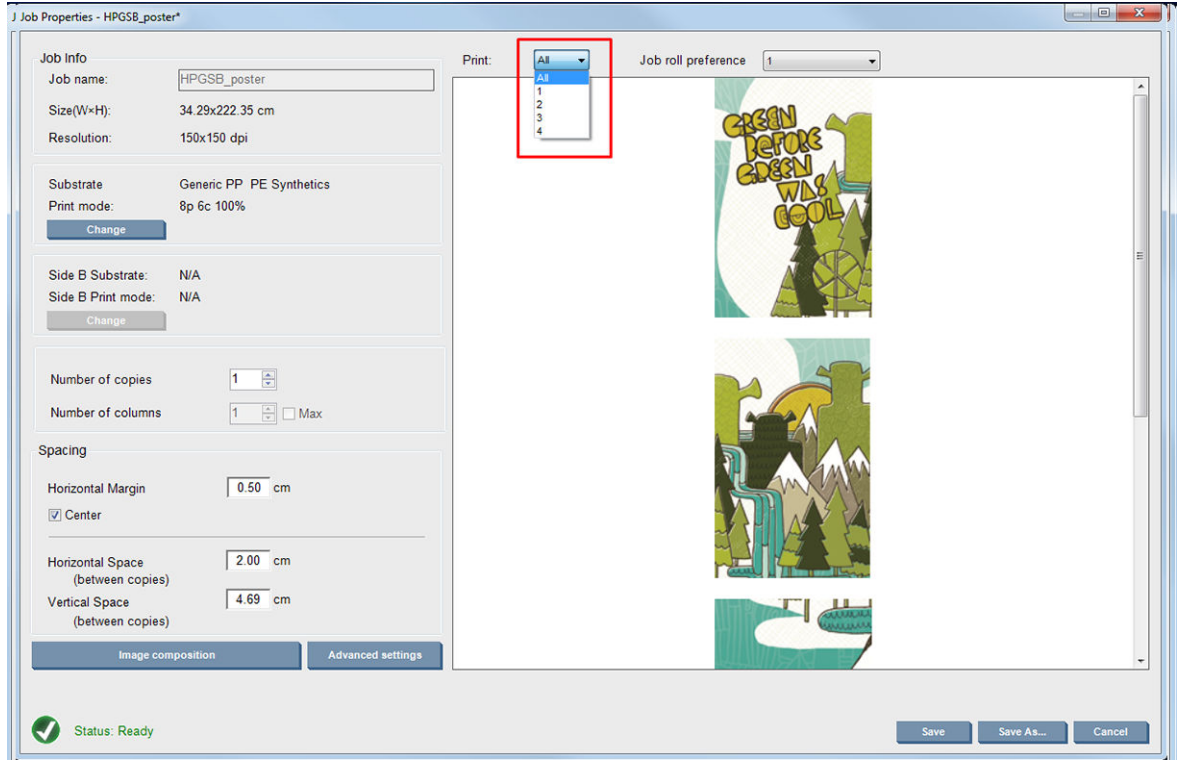 J Job Properties - HPGSB_poster*
Job Info
Job name: HPGSB_poster
Size(W×H): 34.29x222.35 cm
Resolution: 150x150 dpi
Substrate Generic PP PE Synthetics
Print mode: 8p 6c 100%
Change
Side B Substrate: N/A
Side B Print mode: N/A
Change
Number of copies 1
Number of columns 1 Max
Spacing
Horizontal Margin 0.50 cm
Center
Horizontal Space 2.00 cm
(between copies)
Vertical Space 4.69 cm
(between copies)
Image composition Advanced settings
Print: All Job roll preference 1
All
1
2
3
4
GREEN
BEFORE
GREEN
WAS
COOL
Status: Ready
Save Save As... Cancel